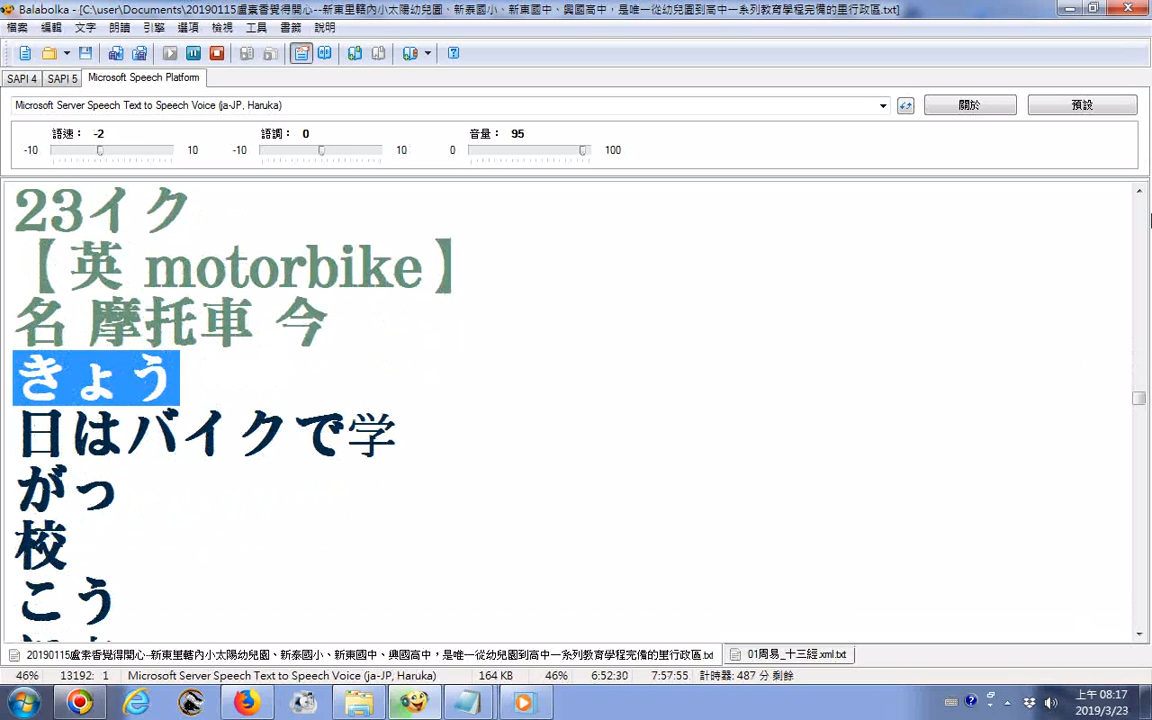 Balabolka - [C:\user\Documents\20190115盧素香覺得開心--新東里轄內小太陽幼兒園、新泰國小、新東國中、興國高中，是唯一從幼兒園到高中一系列教育學程完備的里行政區.txt]
檔案 編輯 文字 朗讀 引擎 選項 檢視 工具 書籤 說明
SAPI 4 SAPI 5 Microsoft Speech Platform
Microsoft Server Speech Text to Speech Voice (ja-JP, Haruka) 關於 預設
語速： -2 語調： 0 音量： 95
-10 10 -10 10 0 100
23イク
【英 motorbike】
名 摩托車 今
きょう
日はバイクで学
がっ
校
こう
20190115盧素香覺得開心--新東里轄內小太陽幼兒園、新泰國小、新東國中、興國高中，是唯一從幼兒園到高中一系列教育學程完備的里行政區.txt 01周易_十三經.xml.txt
46% 13192: 1 Microsoft Server Speech Text to Speech Voice (ja-JP, Haruka) 164 KB 46% 6:52:30 7:57:55 計時器: 487 分 剩餘
上午 08:17
2019/3/23